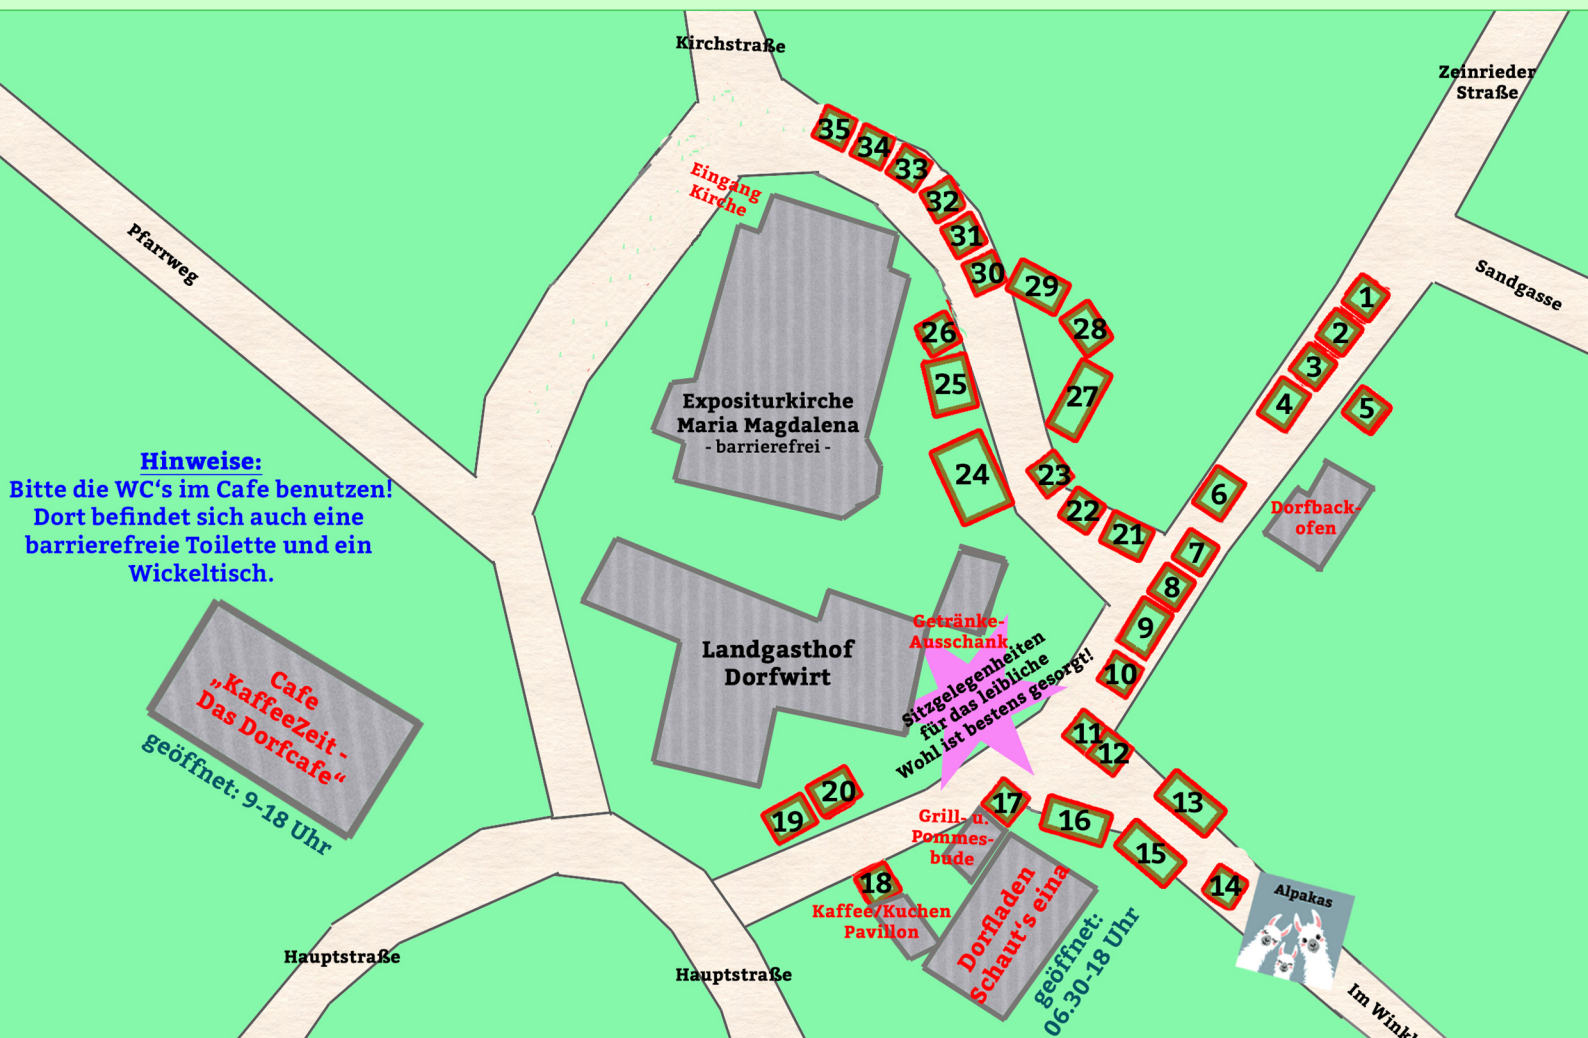 Kirchstraße
Zeinrieder
Straße
35
34
33
32
31
30
29
28
27
26
25
24
23
22
21
Eingang
Kirche
Pfarrweg
Sandgasse
1
2
3
4
5
6
7
8
9
10
Expositurkirche
Maria Magdalena
- barrierefrei -
Dorfback-
ofen
Hinweise:
Bitte die WC‘s im Cafe benutzen!
Dort befindet sich auch eine
barrierefreie Toilette und ein
Wickeltisch.
Cafe
„KaffeeZeit -
Das Dorfcafe“
geöffnet: 9-18 Uhr
Landgasthof
Dorfwirt
Getränke-
Ausschank
Sitzgelegenheiten
für das leibliche
Wohl ist bestens gesorgt!
11
12
13
14
15
16
17
18
19
20
Grill- u.
Pommes-
bude
Kaffee/Kuchen
Pavillon
Dorfladen
Schaut‘s eina
geöffnet:
06.30-18 Uhr
Alpakas
Hauptstraße
Hauptstraße
Im Winkl